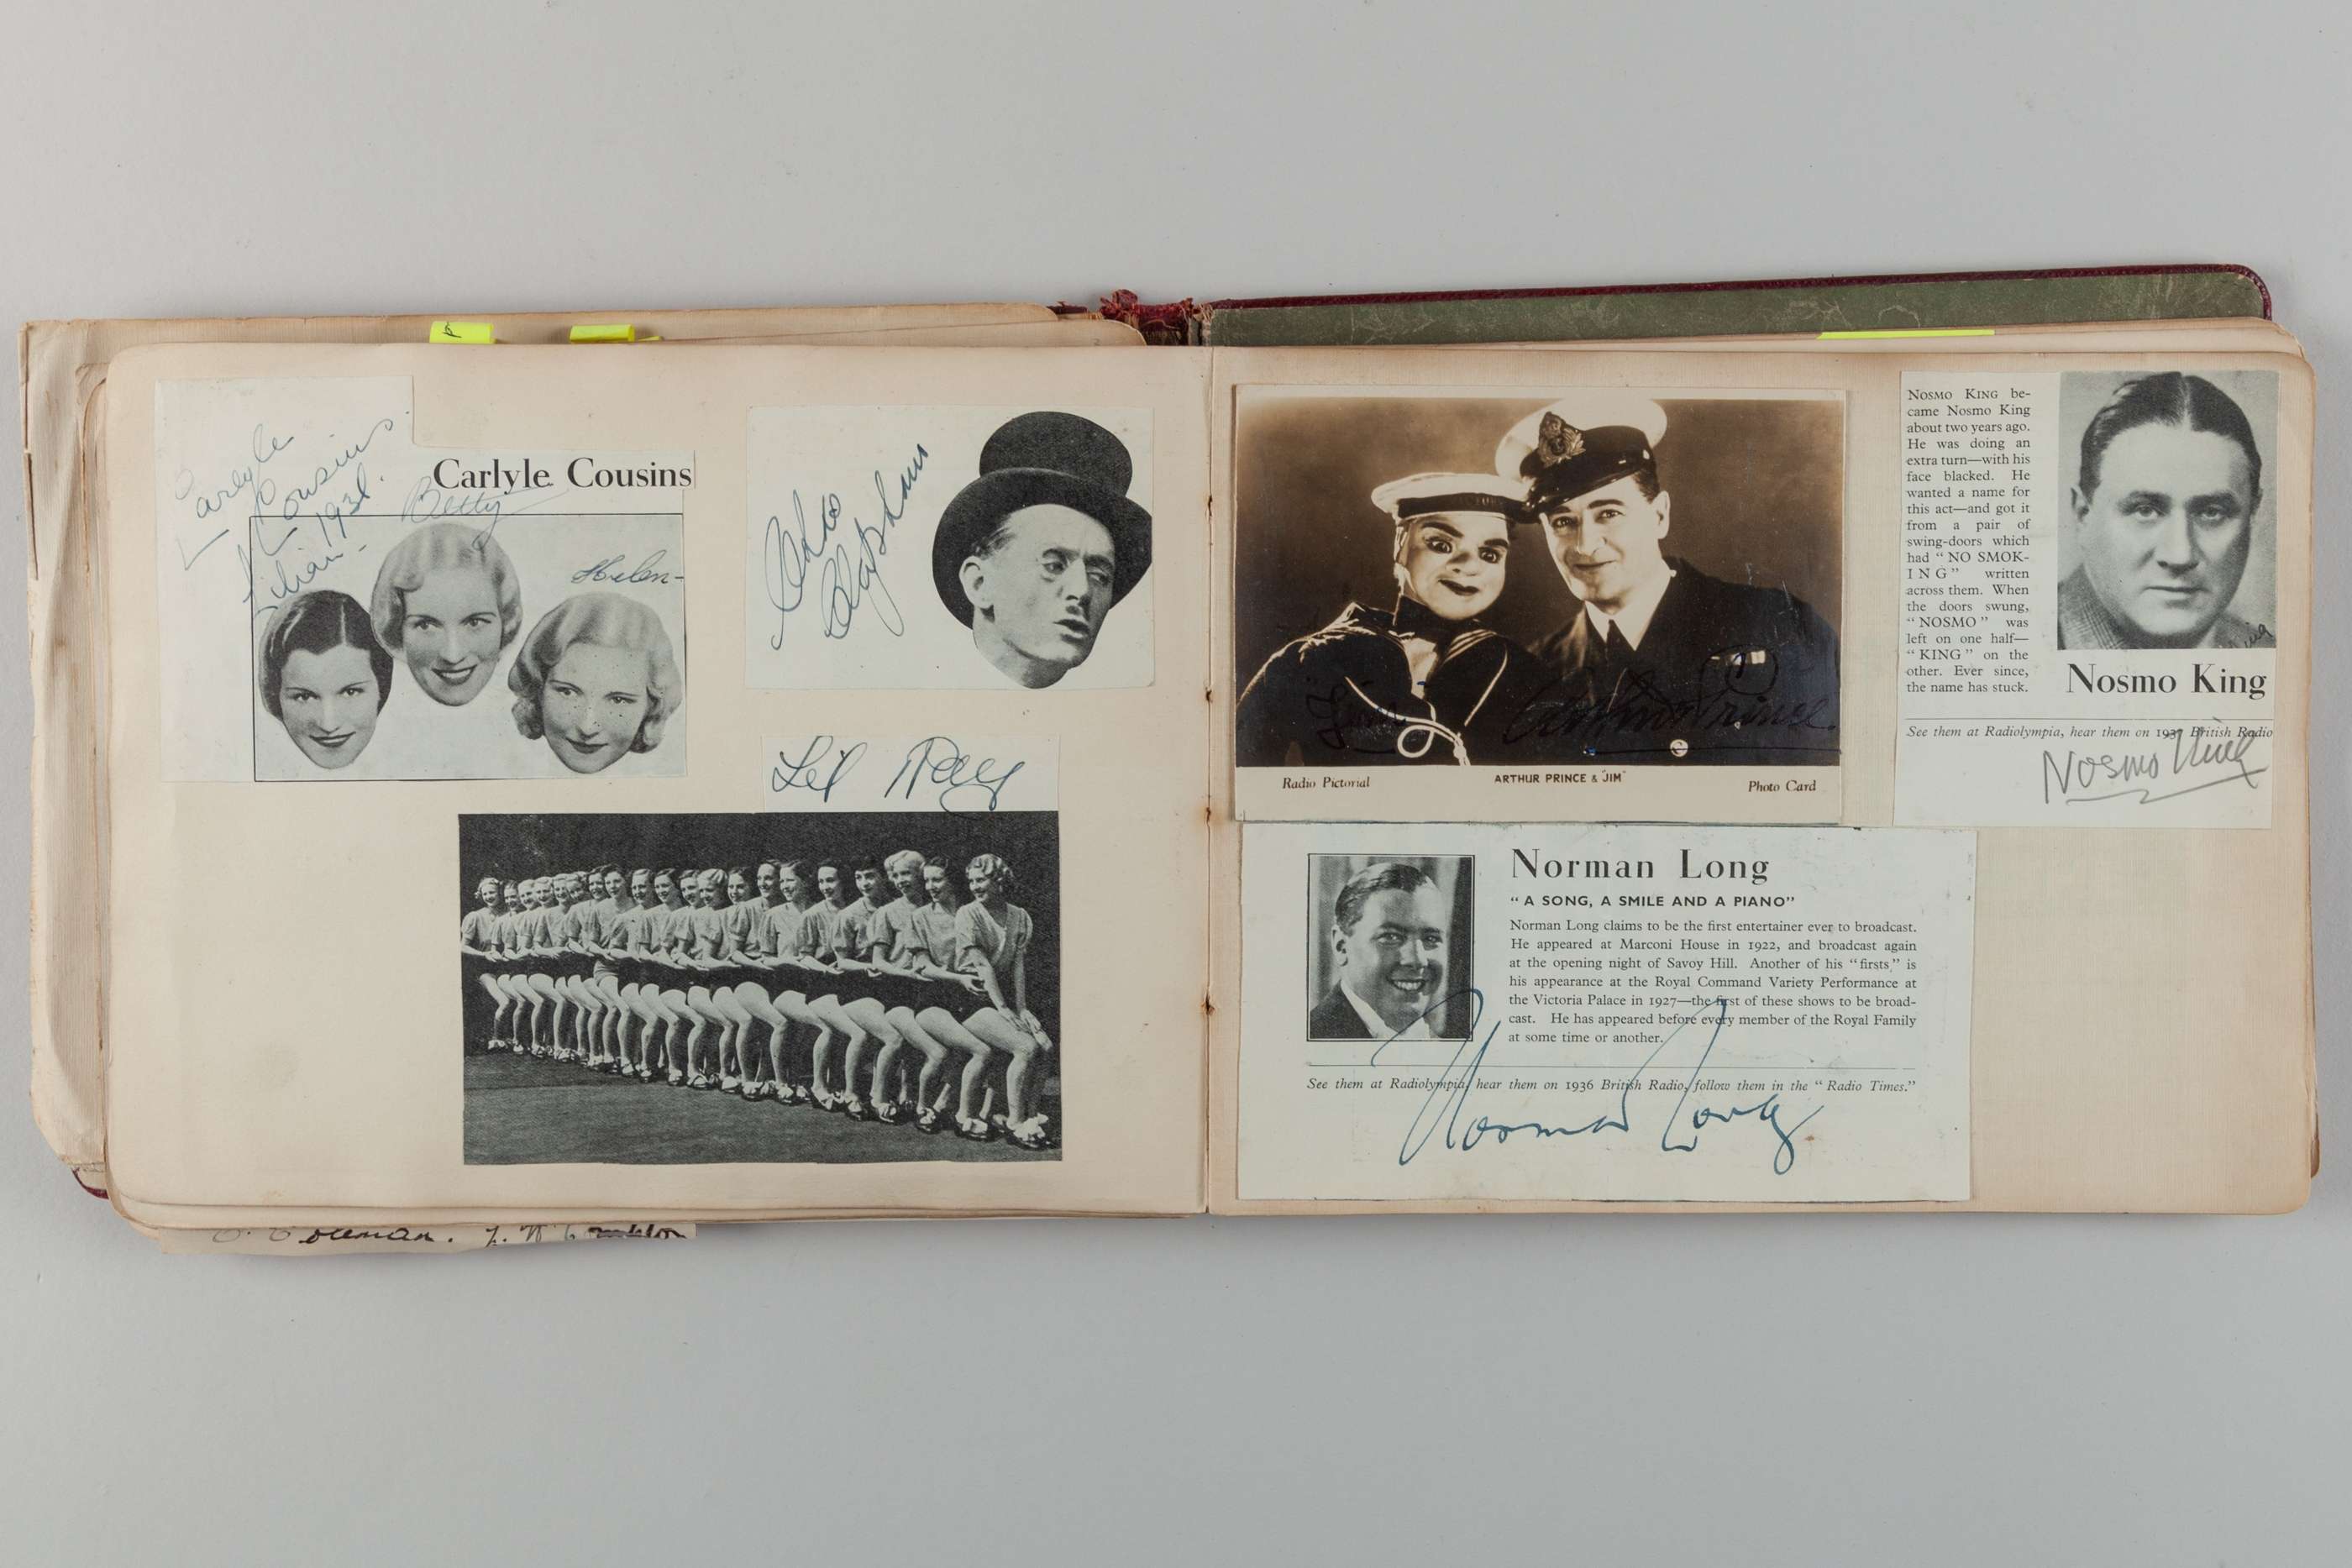 Carlyle
Cousins
193
Lilian
Carlyle Cousins
Betty
Helen-
Clapham
Lil Ray
Coleman.
Radio Pictorial
ARTHUR PRINCE & "JIM"
Photo Card
Jim
Arthur Prince.
NOSMO KING be-
came Nosmo King
about two years ago.
He was doing an
extra turn—with his
face blacked. He
wanted a name for
this act—and got it
from a pair of
swing-doors which
had “ NO SMOK-
I N G ” written
across them. When
the doors swung,
“ NOSMO ” was
left on one half—
“ KING ” on the
other. Ever since,
the name has stuck.
Nosmo King
See them at Radiolympia, hear them on 1937 British Radio
Nosmo King
Norman Long
“ A SONG, A SMILE AND A PIANO”
Norman Long claims to be the first entertainer ever to broadcast.
He appeared at Marconi House in 1922, and broadcast again
at the opening night of Savoy Hill. Another of his “ firsts,” is
his appearance at the Royal Command Variety Performance at
the Victoria Palace in 1927—the first of these shows to be broad-
cast. He has appeared before every member of the Royal Family
at some time or another.
See them at Radiolympia, hear them on 1936 British Radio, follow them in the “ Radio Times.”
Norman Long